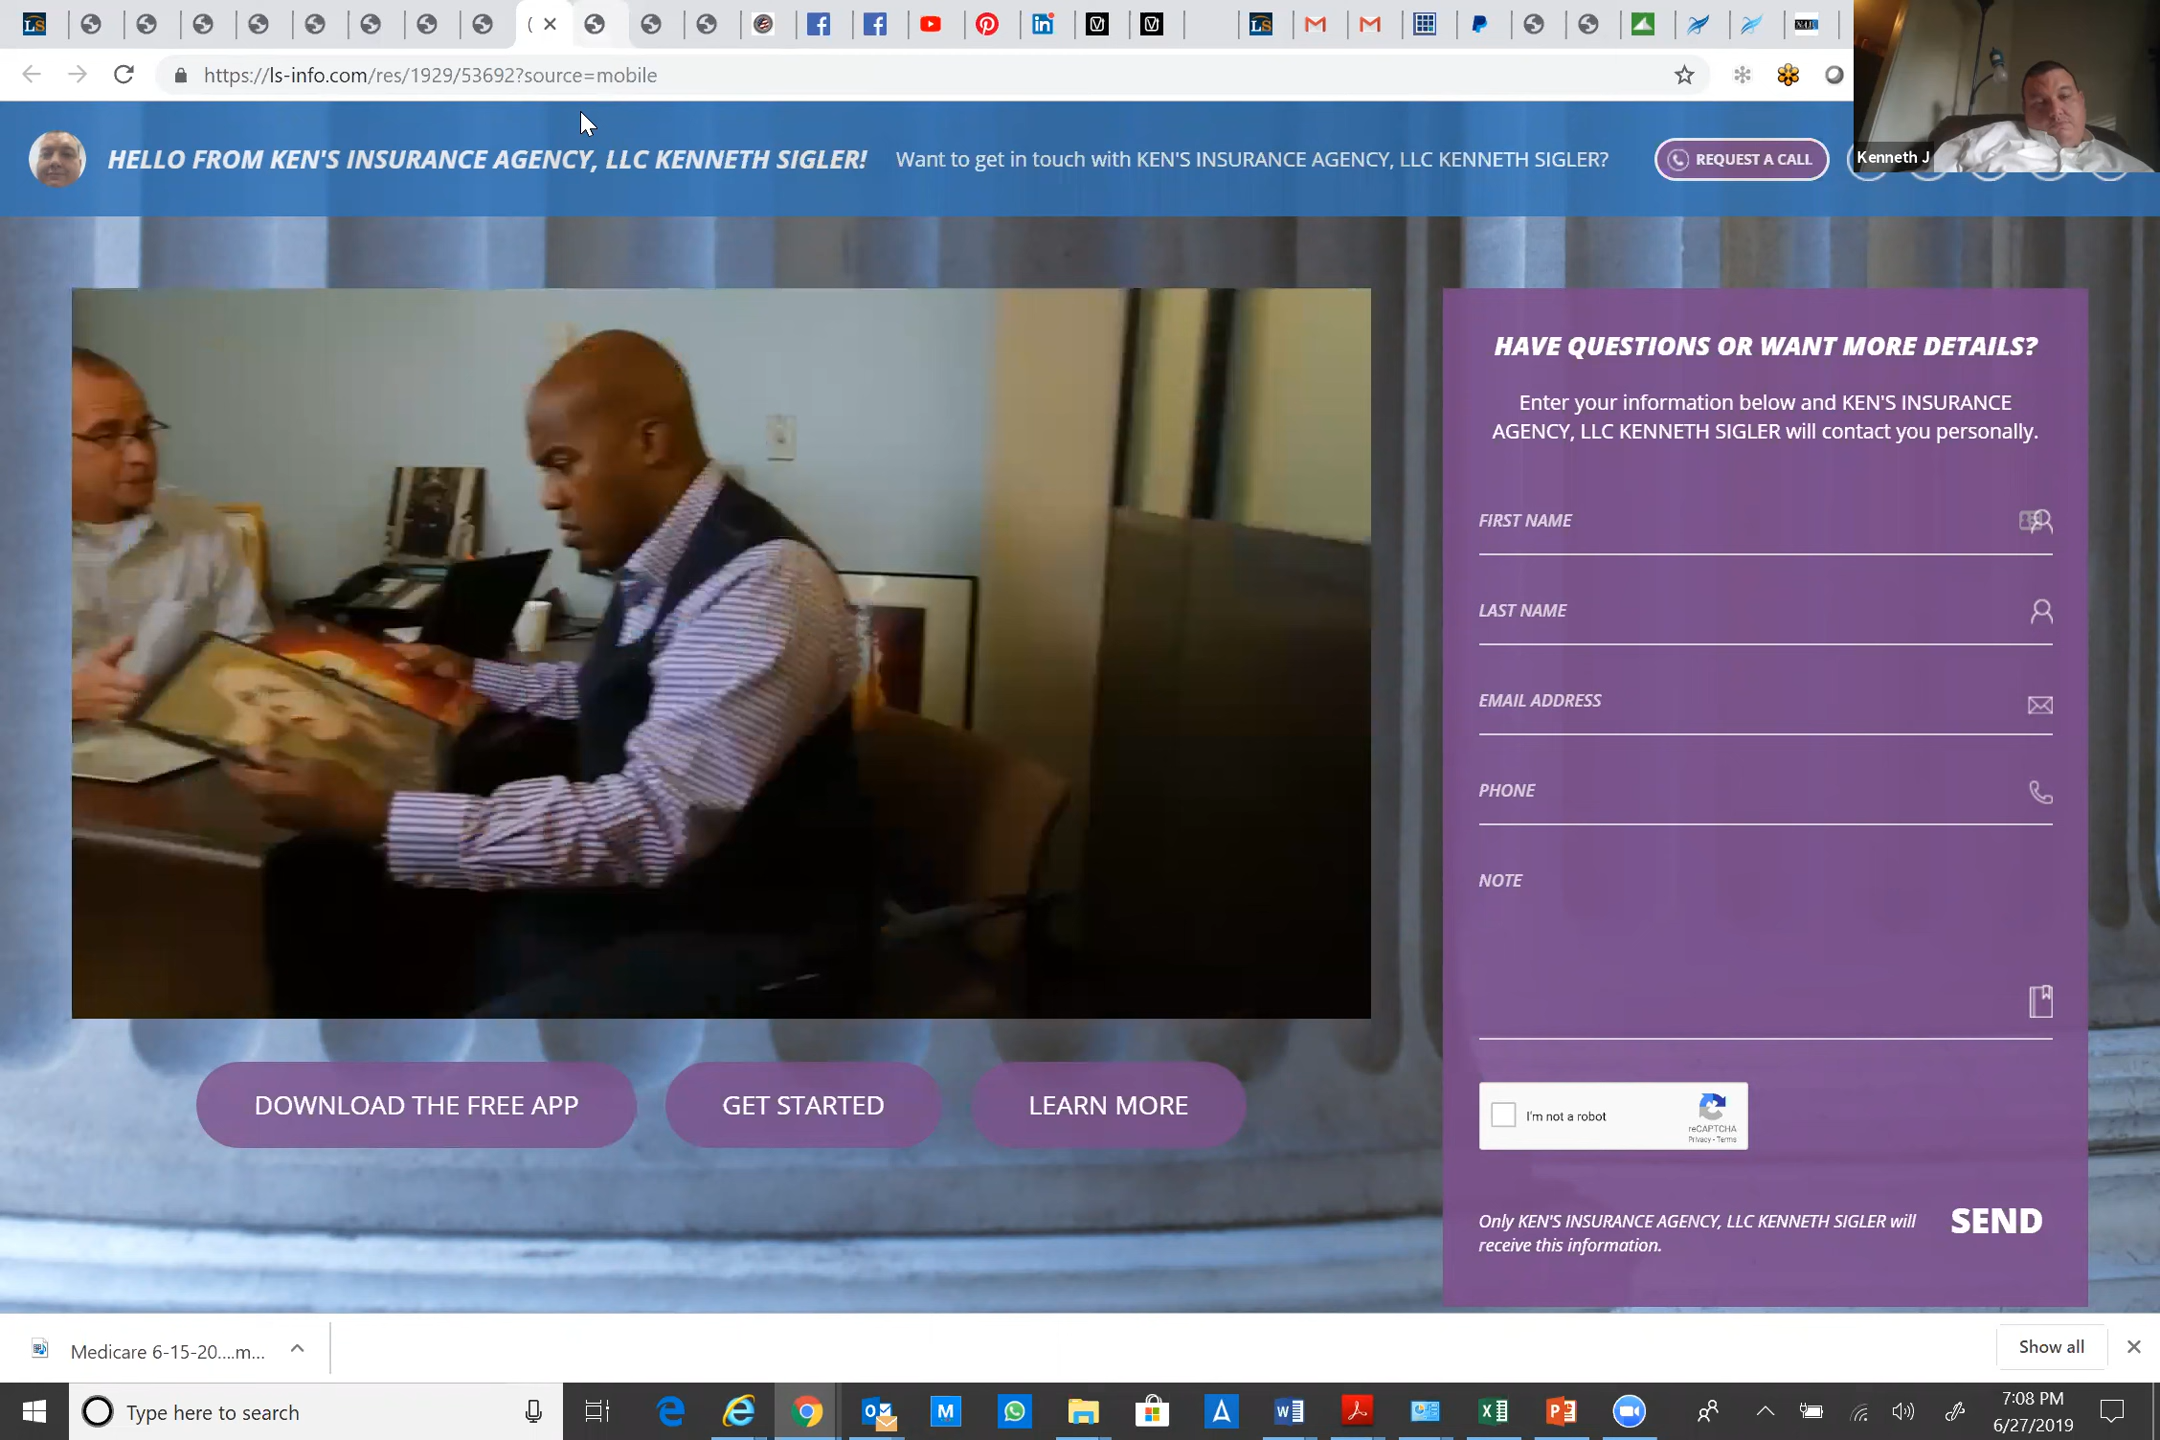 https://ls-info.com/res/1929/53692?source=mobile
Kenneth J
HELLO FROM KEN'S INSURANCE AGENCY, LLC KENNETH SIGLER!
Want to get in touch with KEN'S INSURANCE AGENCY, LLC KENNETH SIGLER?
REQUEST A CALL
HAVE QUESTIONS OR WANT MORE DETAILS?
Enter your information below and KEN'S INSURANCE
AGENCY, LLC KENNETH SIGLER will contact you personally.
FIRST NAME
LAST NAME
EMAIL ADDRESS
PHONE
NOTE
I'm not a robot
reCAPTCHA
Privacy - Terms
Only KEN'S INSURANCE AGENCY, LLC KENNETH SIGLER will
receive this information.
SEND
DOWNLOAD THE FREE APP
GET STARTED
LEARN MORE
Medicare 6-15-20....m...
Show all
Type here to search
7:08 PM
6/27/2019